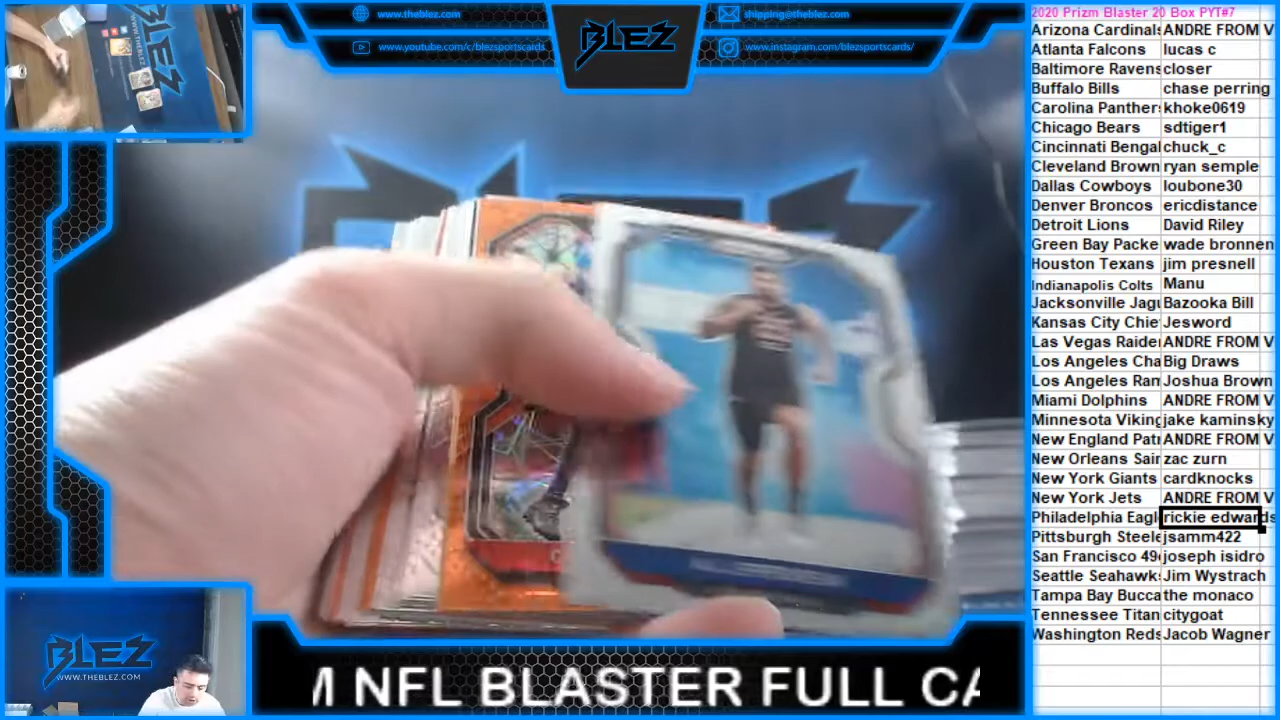 www.theblez.com
shipping@theblez.com
www.youtube.com/c/blezsportscards
www.instagram.com/blezsportscards/
BLEZ
2020 Prizm Blaster 20 Box PYT#7
Arizona Cardinals ANDRE FROM V
Atlanta Falcons lucas c
Baltimore Ravens closer
Buffalo Bills chase perring
Carolina Panthers khoke0619
Chicago Bears sdtiger1
Cincinnati Bengal chuck_c
Cleveland Brown ryan semple
Dallas Cowboys loubone30
Denver Broncos ericdistance
Detroit Lions David Riley
Green Bay Packe wade bronnen
Houston Texans jim presnell
Indianapolis Colts Manu
Jacksonville Jagu Bazooka Bill
Kansas City Chie Jesword
Las Vegas Raide ANDRE FROM V
Los Angeles Cha Big Draws
Los Angeles Ram Joshua Brown
Miami Dolphins ANDRE FROM V
Minnesota Viking jake kaminsky
New England Pat ANDRE FROM V
New Orleans Sain zac zurn
New York Giants cardknocks
New York Jets ANDRE FROM V
Philadelphia Eagl rickie edwards
Pittsburgh Steele jsamm422
San Francisco 49 joseph isidro
Seattle Seahawk Jim Wystrach
Tampa Bay Bucca the monaco
Tennessee Titan citygoat
Washington Reds Jacob Wagner
BLEZ
WWW.THEBLEZ.COM
M NFL BLASTER FULL CA